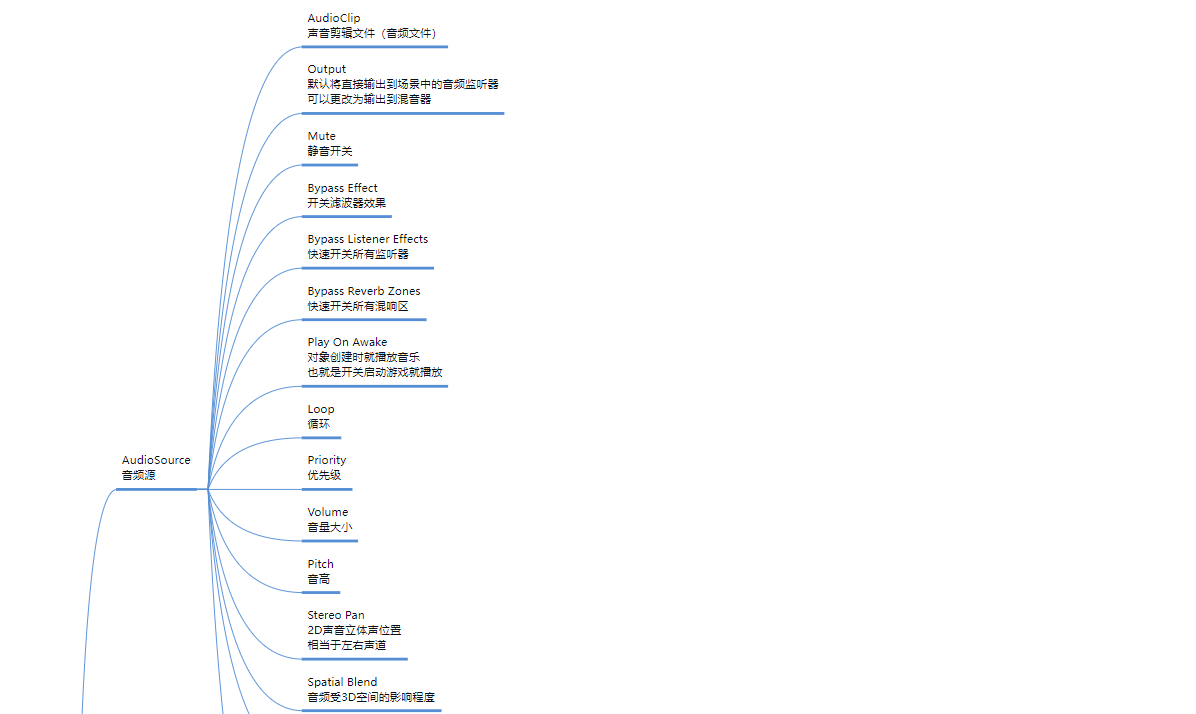 AudioClip
声音剪辑文件（音频文件）
Output
默认将直接输出到场景中的音频监听器
可以更改为输出到混音器
Mute
静音开关
Bypass Effect
开关滤波器效果
Bypass Listener Effects
快速开关所有监听器
Bypass Reverb Zones
快速开关所有混响区
Play On Awake
对象创建时就播放音乐
也就是开关启动游戏就播放
Loop
循环
AudioSource
音频源
Priority
优先级
Volume
音量大小
Pitch
音高
Stereo Pan
2D声音立体声位置
相当于左右声道
Spatial Blend
音频受3D空间的影响程度